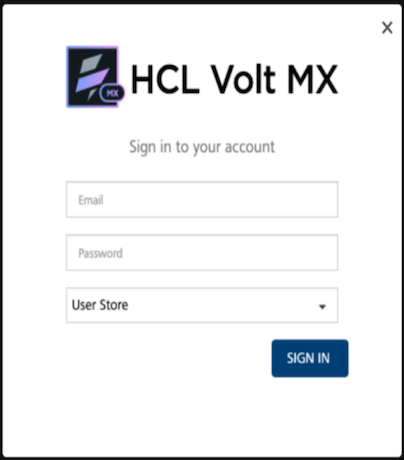 X
MX
HCL Volt MX
Sign in to your account
Email
Password
User Store
SIGN IN